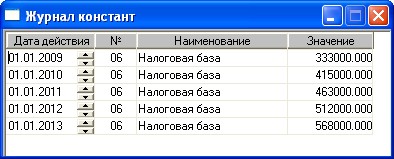 Журнал констант
Дата действия № Наименование Значение
01.01.2009 06 Налоговая база 333000.000
01.01.2010 06 Налоговая база 415000.000
01.01.2011 06 Налоговая база 463000.000
01.01.2012 06 Налоговая база 512000.000
01.01.2013 06 Налоговая база 568000.000